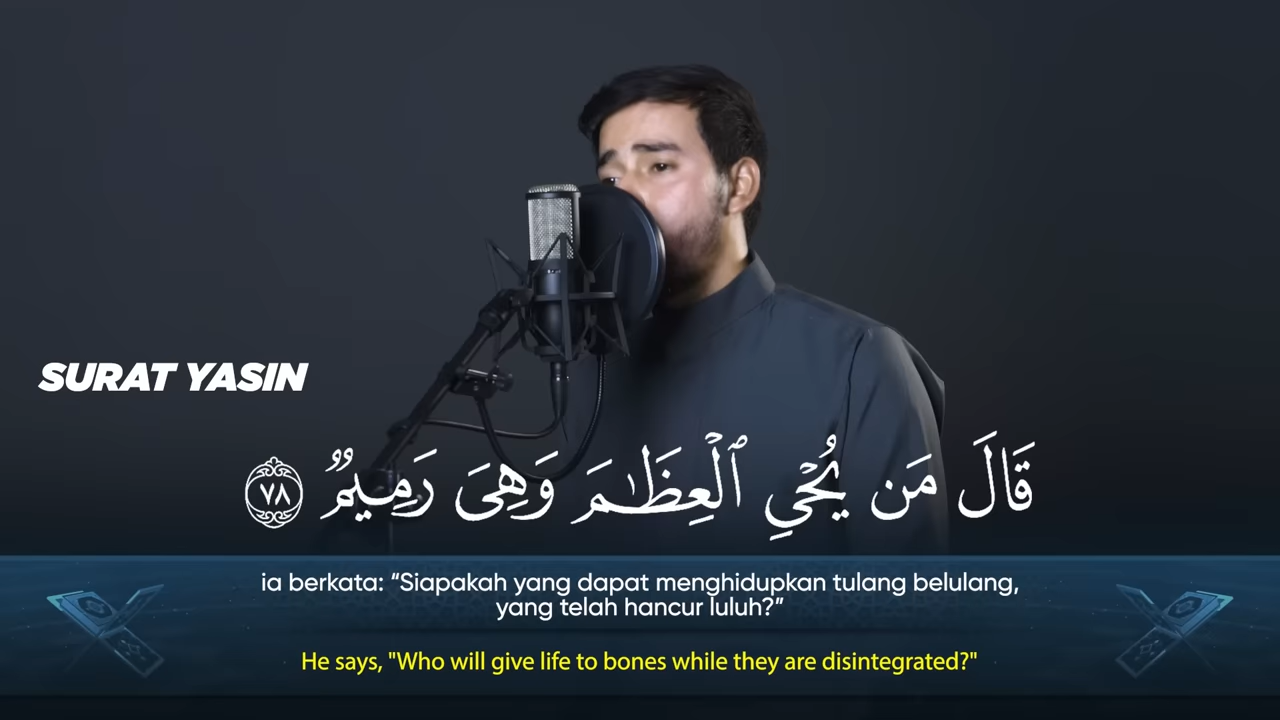 SURAT YASIN
قَالَ مَن يُحْيِ ٱلْعِظَٰمَ وَهِىَ رَمِيمٌ ٧٨
ia berkata: “Siapakah yang dapat menghidupkan tulang belulang,
yang telah hancur luluh?”
He says, "Who will give life to bones while they are disintegrated?"